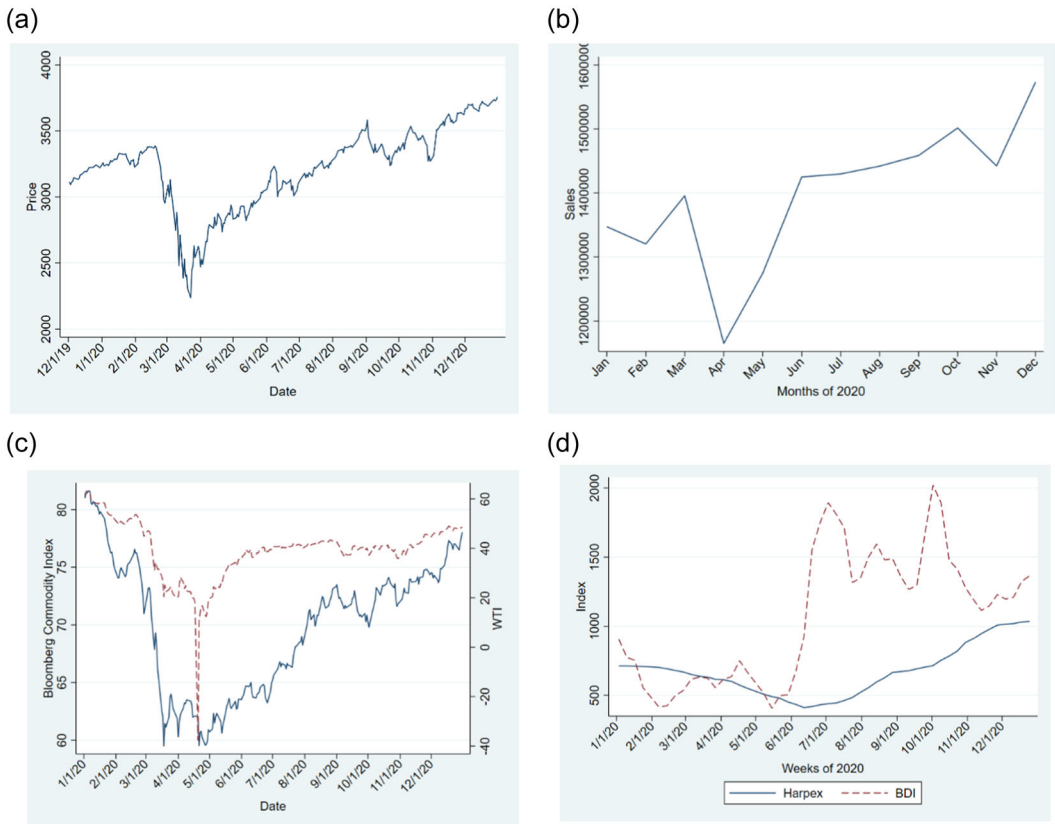 (a)
Price
4000
3500
3000
2500
2000
12/1/19
1/1/20
2/1/20
3/1/20
4/1/20
5/1/20
6/1/20
7/1/20
8/1/20
9/1/20
10/1/20
11/1/20
12/1/20
Date
(b)
Sales
1600000
1500000
1400000
1300000
1200000
Jan
Feb
Mar
Apr
May
Jun
Jul
Aug
Sep
Oct
Nov
Dec
Months of 2020
(c)
Bloomberg Commodity Index
80
75
70
65
60
WTI
60
40
20
0
-20
-40
1/1/20
2/1/20
3/1/20
4/1/20
5/1/20
6/1/20
7/1/20
8/1/20
9/1/20
10/1/20
11/1/20
12/1/20
Date
(d)
Index
2000
1500
1000
500
1/1/20
2/1/20
3/1/20
4/1/20
5/1/20
6/1/20
7/1/20
8/1/20
9/1/20
10/1/20
11/1/20
12/1/20
Weeks of 2020
Harpex
BDI